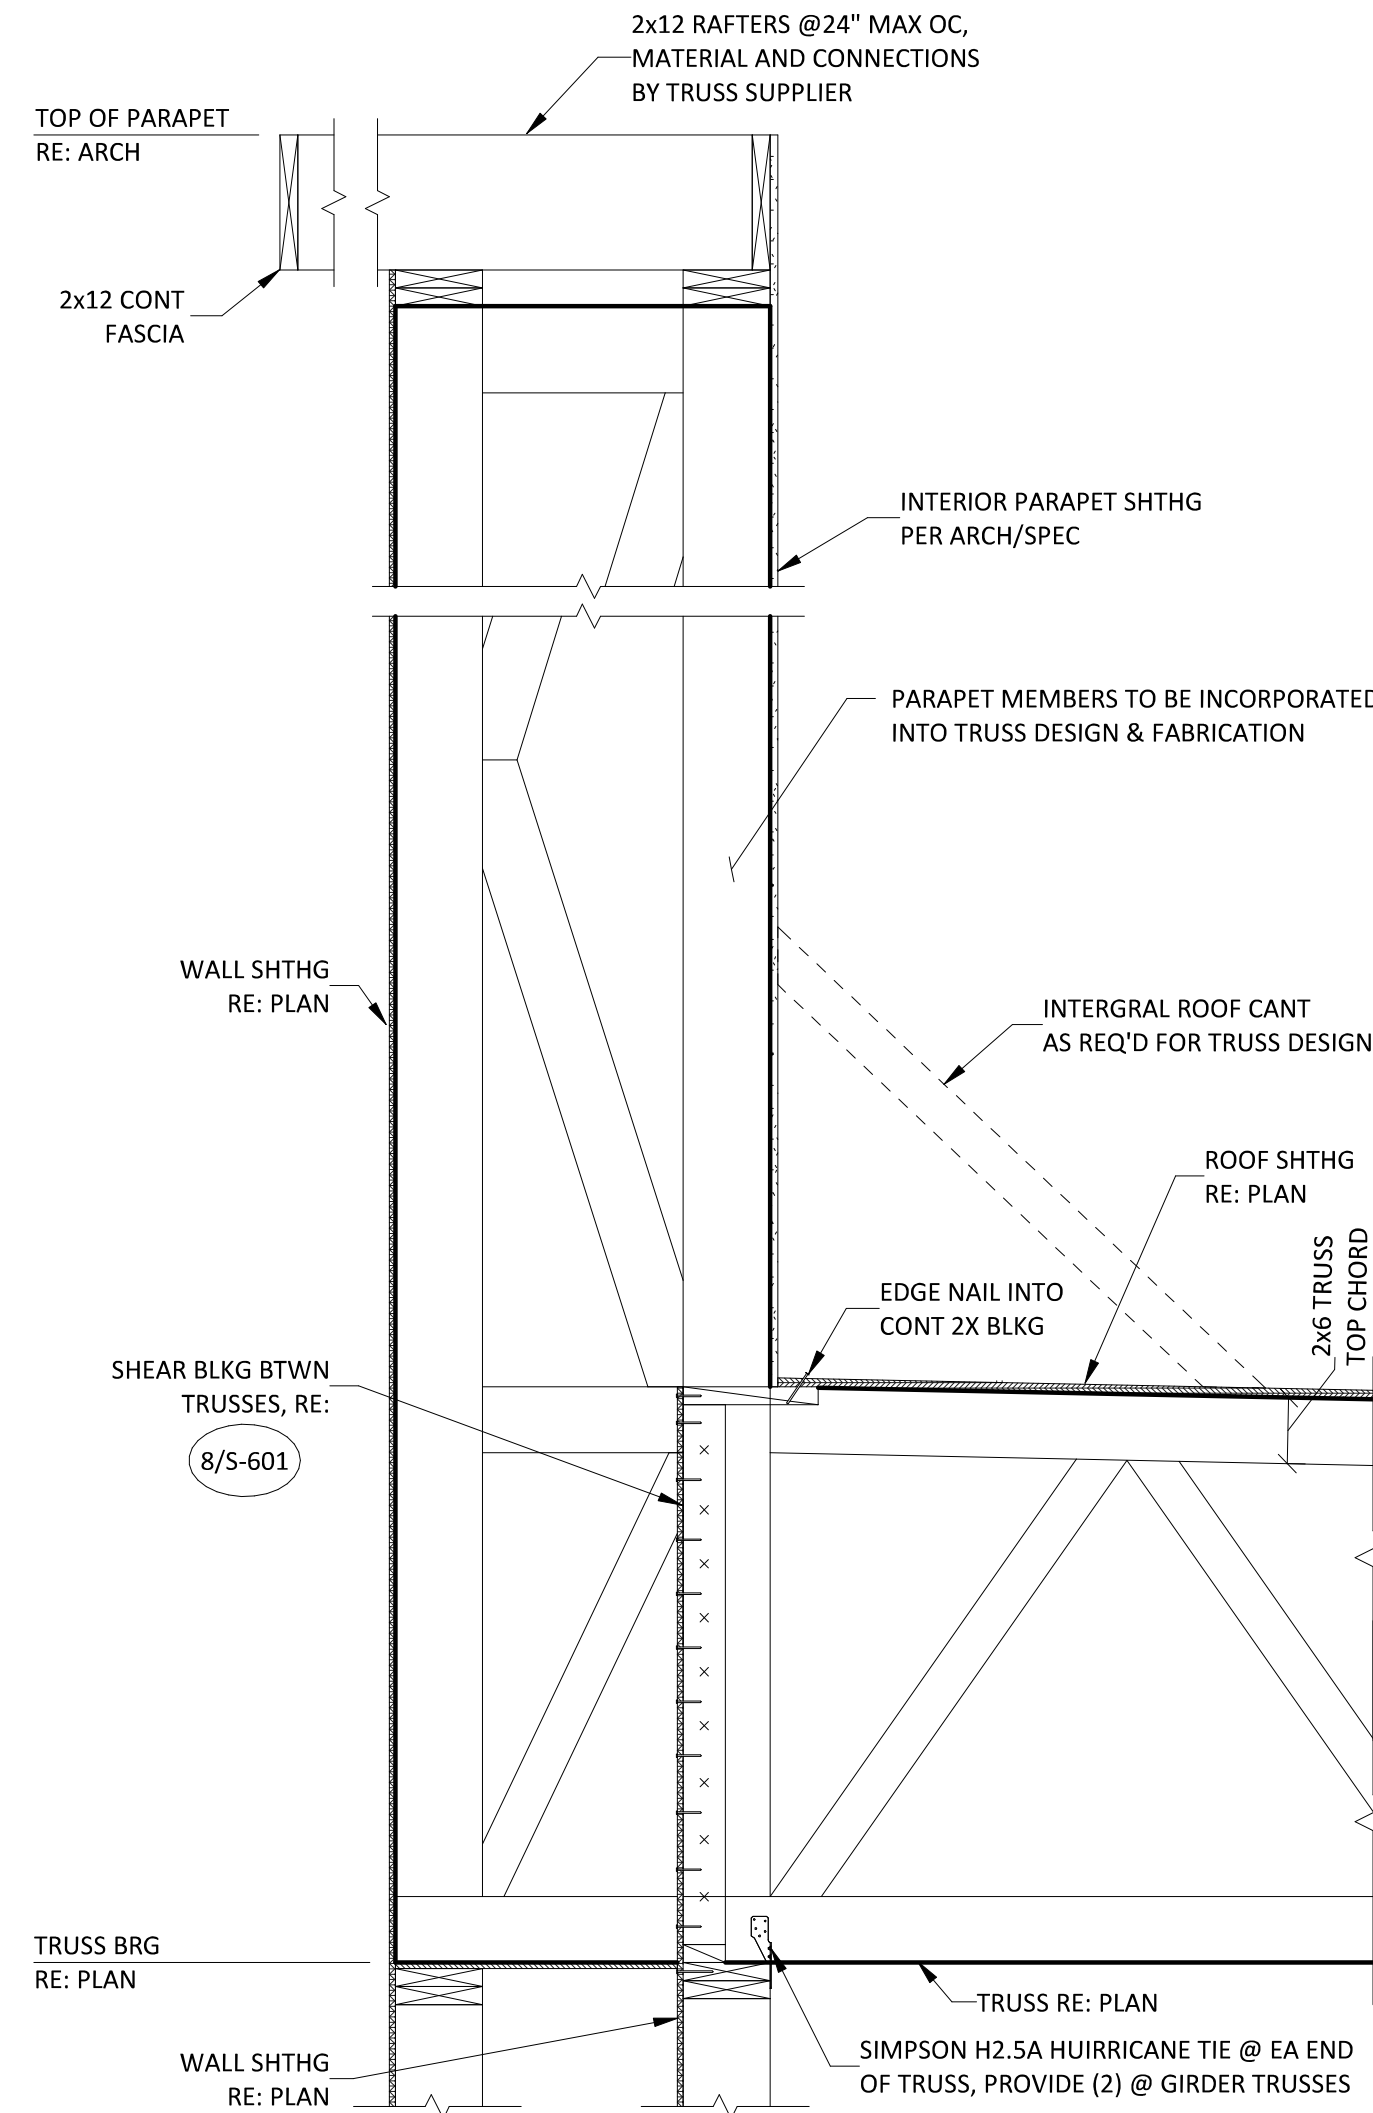 2x12 RAFTERS @24" MAX OC,
MATERIAL AND CONNECTIONS
BY TRUSS SUPPLIER
TOP OF PARAPET
RE: ARCH
2x12 CONT
FASCIA
INTERIOR PARAPET SHTHG
PER ARCH/SPEC
PARAPET MEMBERS TO BE INCORPORATED
INTO TRUSS DESIGN & FABRICATION
WALL SHTHG
RE: PLAN
INTERGRAL ROOF CANT
AS REQ'D FOR TRUSS DESIGN
ROOF SHTHG
RE: PLAN
2x6 TRUSS
TOP CHORD
EDGE NAIL INTO
CONT 2X BLKG
SHEAR BLKG BTWN
TRUSSES, RE:
8/S-601
TRUSS BRG
RE: PLAN
TRUSS RE: PLAN
WALL SHTHG
RE: PLAN
SIMPSON H2.5A HUIRRICANE TIE @ EA END
OF TRUSS, PROVIDE (2) @ GIRDER TRUSSES